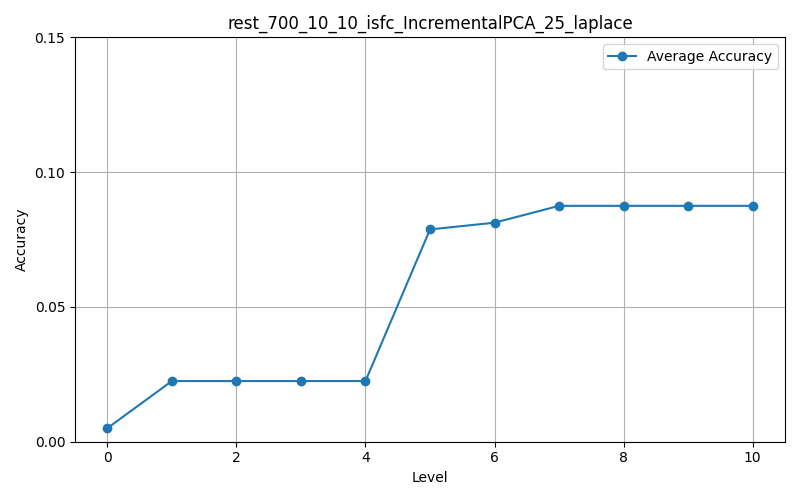 rest_700_10_10_isfc_IncrementalPCA_25_laplace
Average Accuracy
0.15
0.10
0.05
0.00
Accuracy
0 2 4 6 8 10
Level